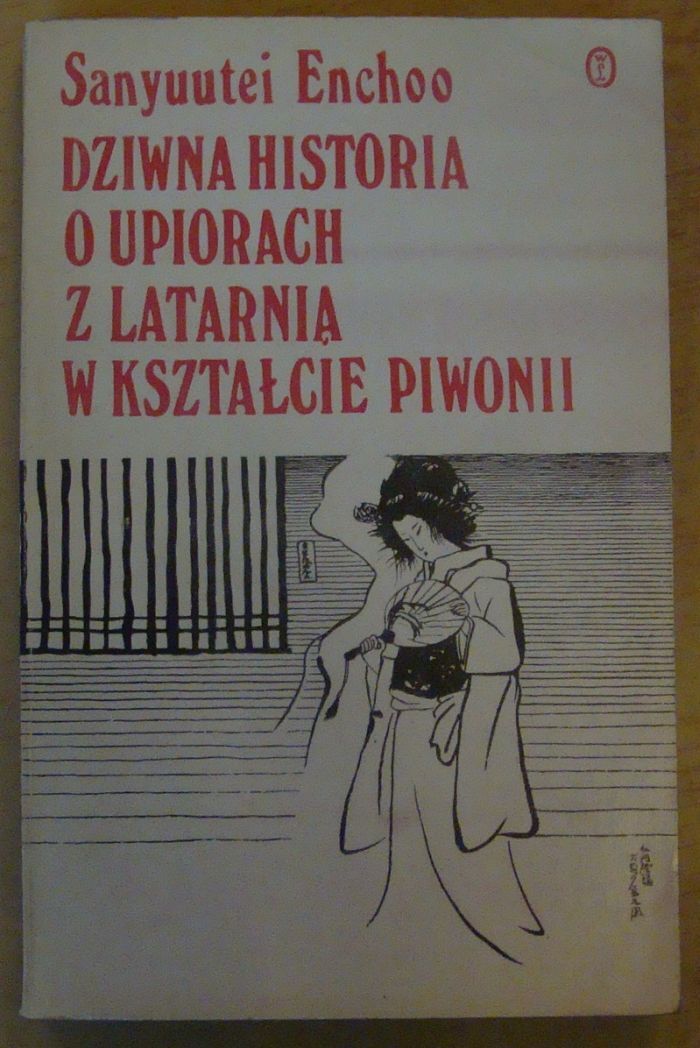 Sanyuutei Enchoo
DZIWNA HISTORIA
O UPIORACH
Z LATARNIĄ
W KSZTAŁCIE PIWONII